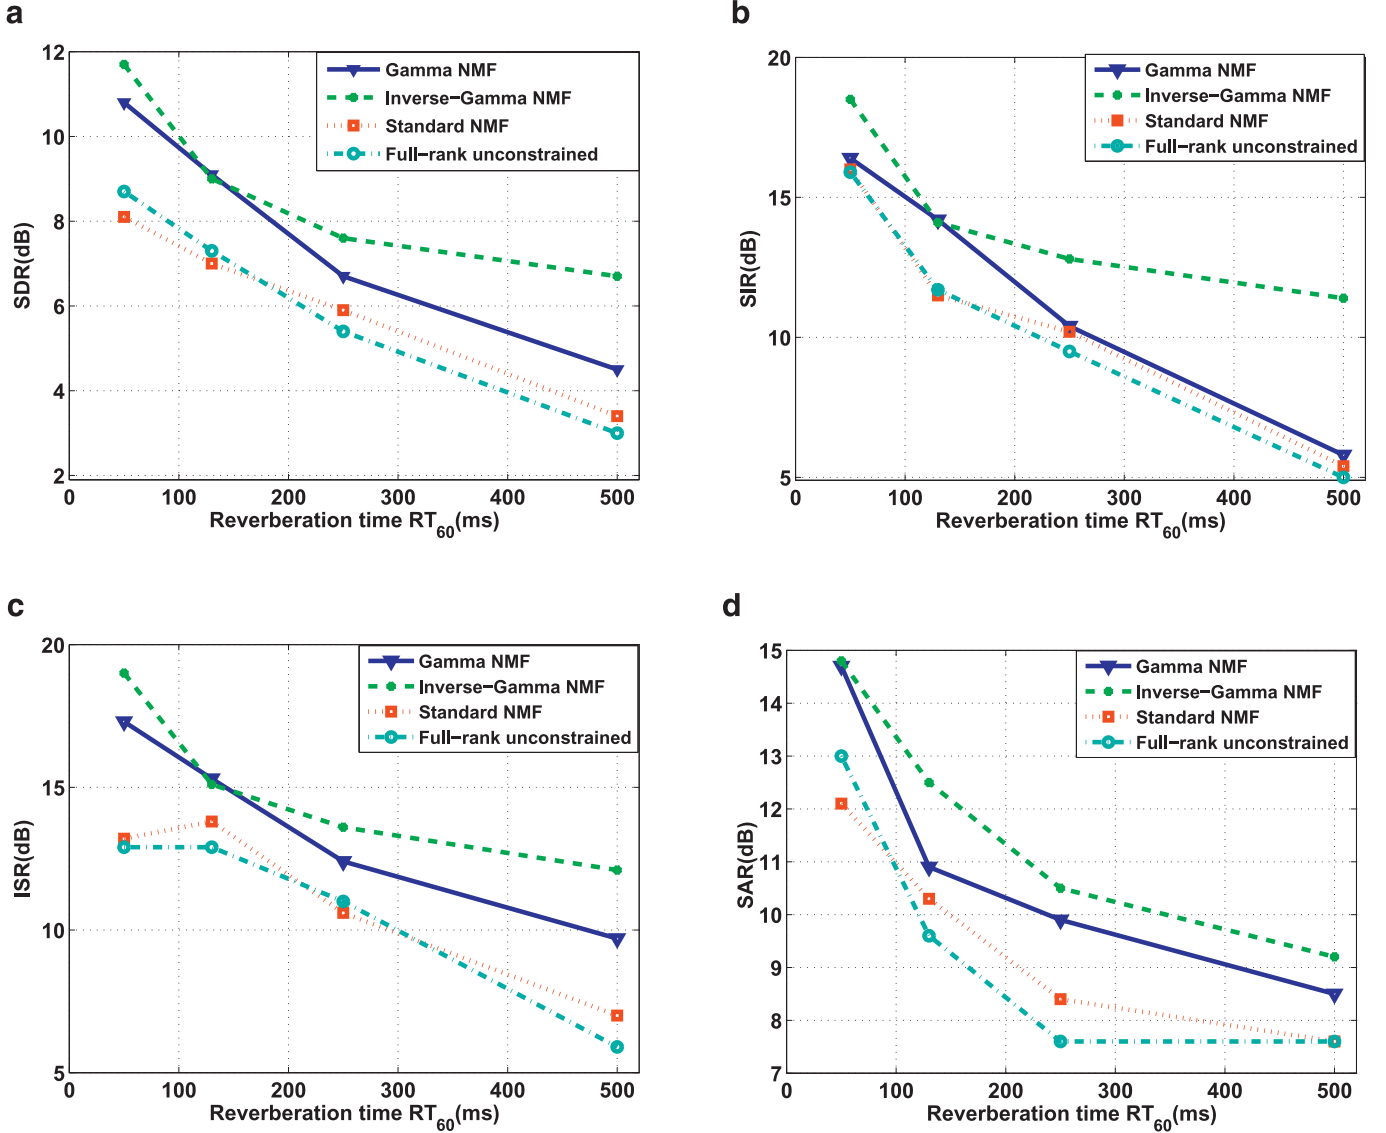 a
12
10
8
6
4
2
0
100
200
300
400
500
SDR(dB)
Reverberation time RT60(ms)
Gamma NMF
Inverse-Gamma NMF
Standard NMF
Full-rank unconstrained
b
20
15
10
5
0
100
200
300
400
500
SIR(dB)
Reverberation time RT60(ms)
Gamma NMF
Inverse-Gamma NMF
Standard NMF
Full-rank unconstrained
c
20
15
10
5
0
100
200
300
400
500
ISR(dB)
Reverberation time RT60(ms)
Gamma NMF
Inverse-Gamma NMF
Standard NMF
Full-rank unconstrained
d
15
14
13
12
11
10
9
8
7
0
100
200
300
400
500
SAR(dB)
Reverberation time RT60(ms)
Gamma NMF
Inverse-Gamma NMF
Standard NMF
Full-rank unconstrained